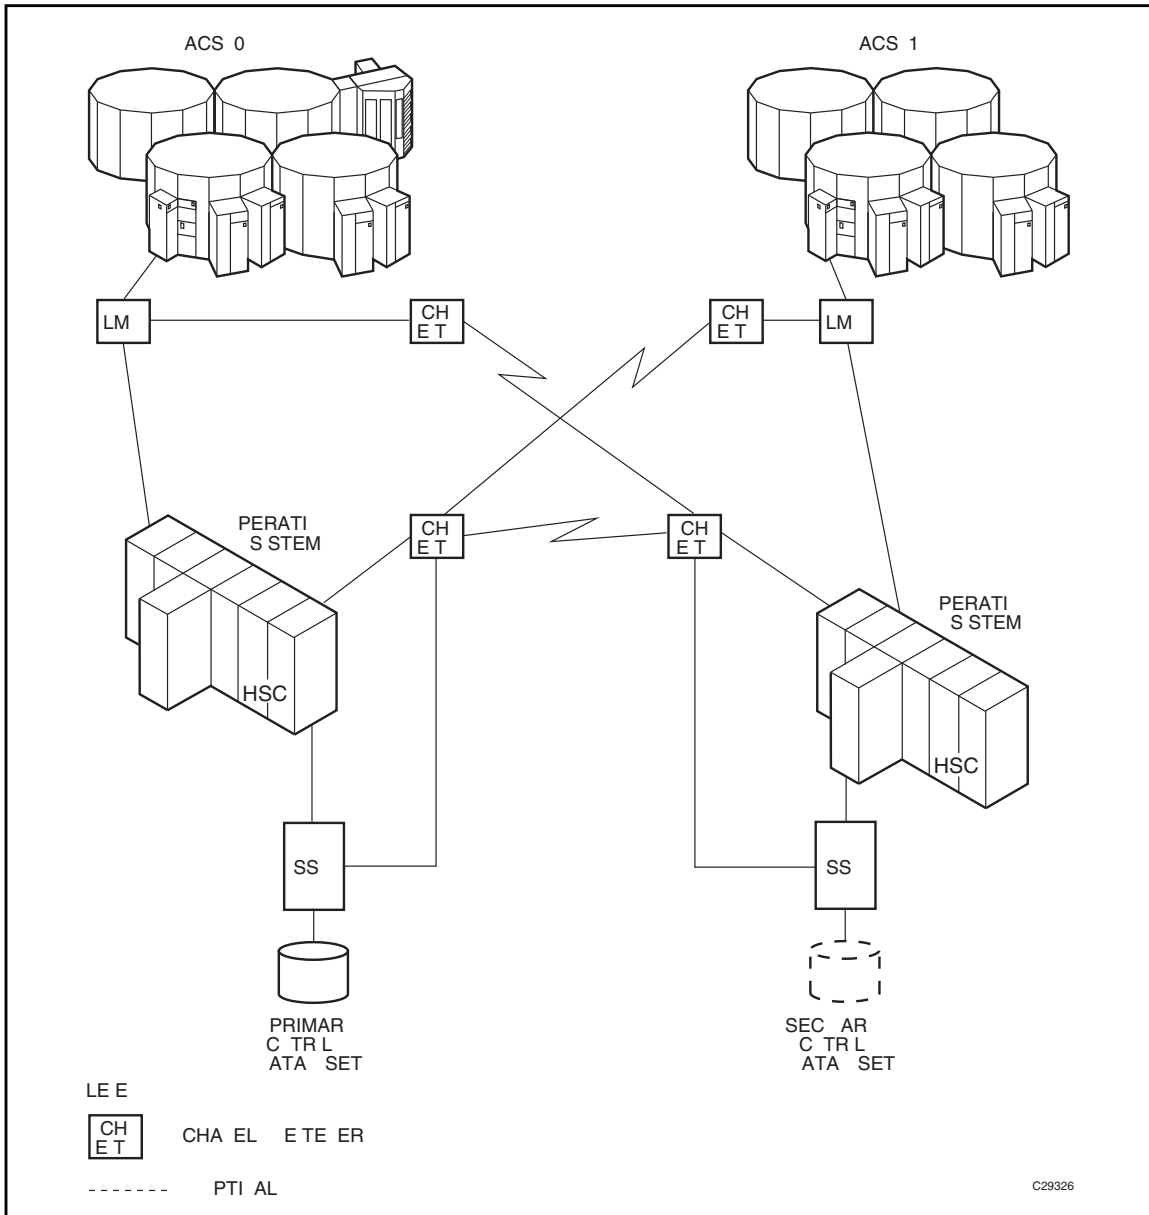 ACS 0
ACS 1
LM
CH
E T
CH
E T
LM
PERATI
S STEM
CH
E T
CH
E T
PERATI
S STEM
HSC
HSC
SS
SS
PRIMAR
C TR L
ATA SET
SEC AR
C TR L
ATA SET
LE E
CH
E T
CHA EL E TE ER
PTI AL
C29326